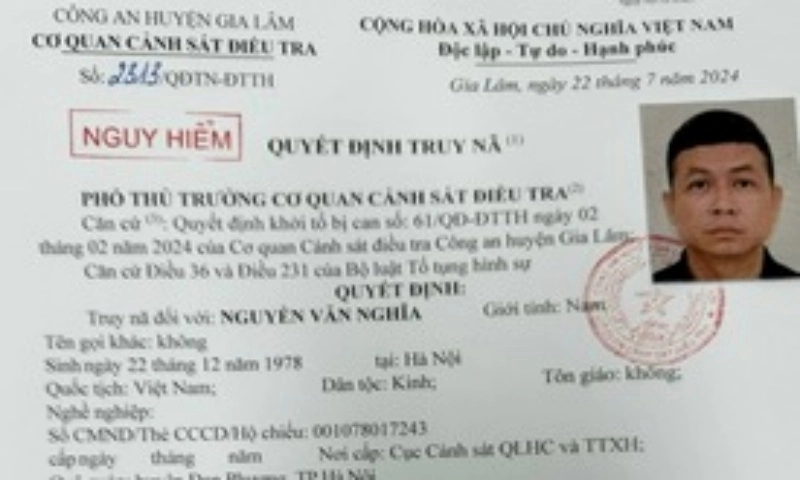 CÔNG AN HUYỆN GIA LÂM
CƠ QUAN CẢNH SÁT ĐIỀU TRA
Số: 2313/QĐTN-ĐTTH
CỘNG HÒA XÃ HỘI CHỦ NGHĨA VIỆT NAM
Độc lập - Tự do - Hạnh phúc
Gia Lâm, ngày 22 tháng 7 năm 2024
NGUY HIỂM
QUYẾT ĐỊNH TRUY NÃ (1)
PHÓ THỦ TRƯỞNG CƠ QUAN CẢNH SÁT ĐIỀU TRA(2)
Căn cứ (3): Quyết định khởi tố bị can số: 61/QĐ-ĐTTH ngày 02
tháng 02 năm 2024 của Cơ quan Cảnh sát điều tra Công an huyện Gia Lâm;
Căn cứ Điều 36 và Điều 231 của Bộ luật Tố tụng hình sự
QUYẾT ĐỊNH:
Truy nã đối với: NGUYỄN VĂN NGHĨA Giới tính: Nam
Tên gọi khác: không
Sinh ngày 22 tháng 12 năm 1978 tại: Hà Nội
Quốc tịch: Việt Nam; Dân tộc: Kinh; Tôn giáo: không;
Nghề nghiệp:
Số CMND/Thẻ CCCD/Hộ chiếu: 001078017243
cấp ngày tháng năm Nơi cấp: Cục Cảnh sát QLHC và TTXH;
huyện Đan Phượng, TP Hà Nội